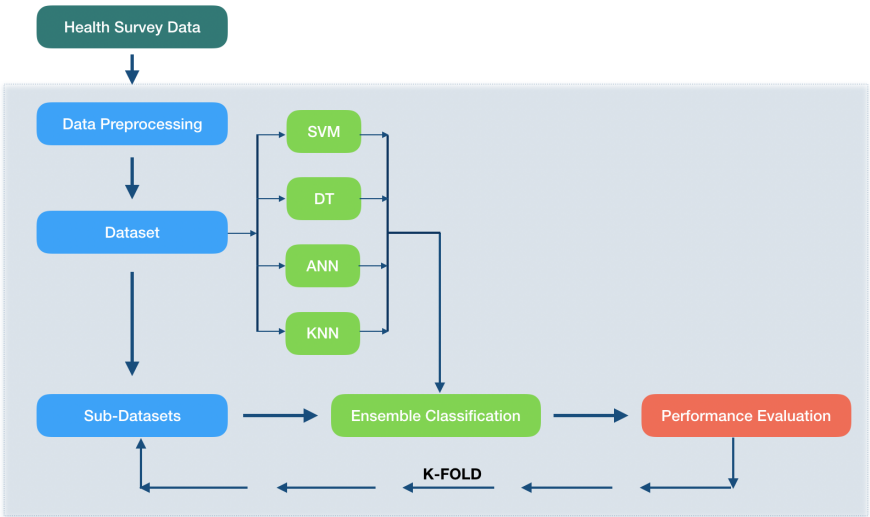 Health Survey Data
Data Preprocessing
SVM
DT
Dataset
ANN
KNN
Sub-Datasets
Ensemble Classification
Performance Evaluation
K-FOLD